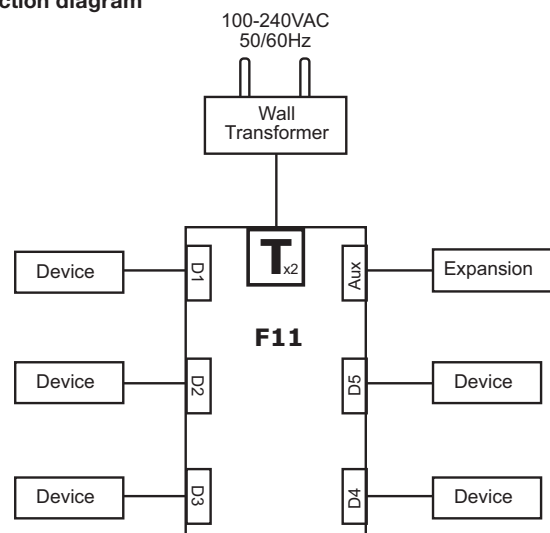 ction diagram
100-240VAC
50/60Hz
Wall
Transformer
T x2
Device
D1
Aux
Expansion
F11
Device
D2
D5
Device
Device
D3
D4
Device